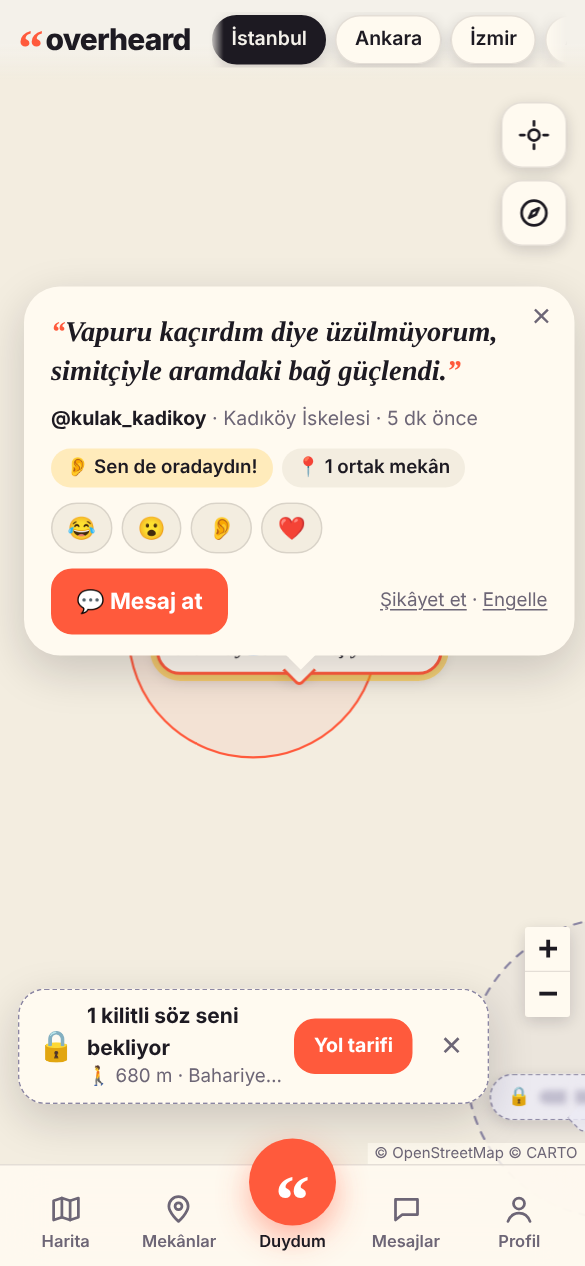 “overheard
İstanbul
Ankara
İzmir
“Vapuru kaçırdım diye üzülmüyorum,
simitçiyle aramdaki bağ güçlendi.”
@kulak_kadikoy · Kadıköy İskelesi · 5 dk önce
Sen de oradaydın!
1 ortak mekân
Mesaj at
Şikâyet et · Engelle
1 kilitli söz seni
bekliyor
680 m · Bahariye...
Yol tarifi
© OpenStreetMap © CARTO
Harita
Mekânlar
Duydum
Mesajlar
Profil